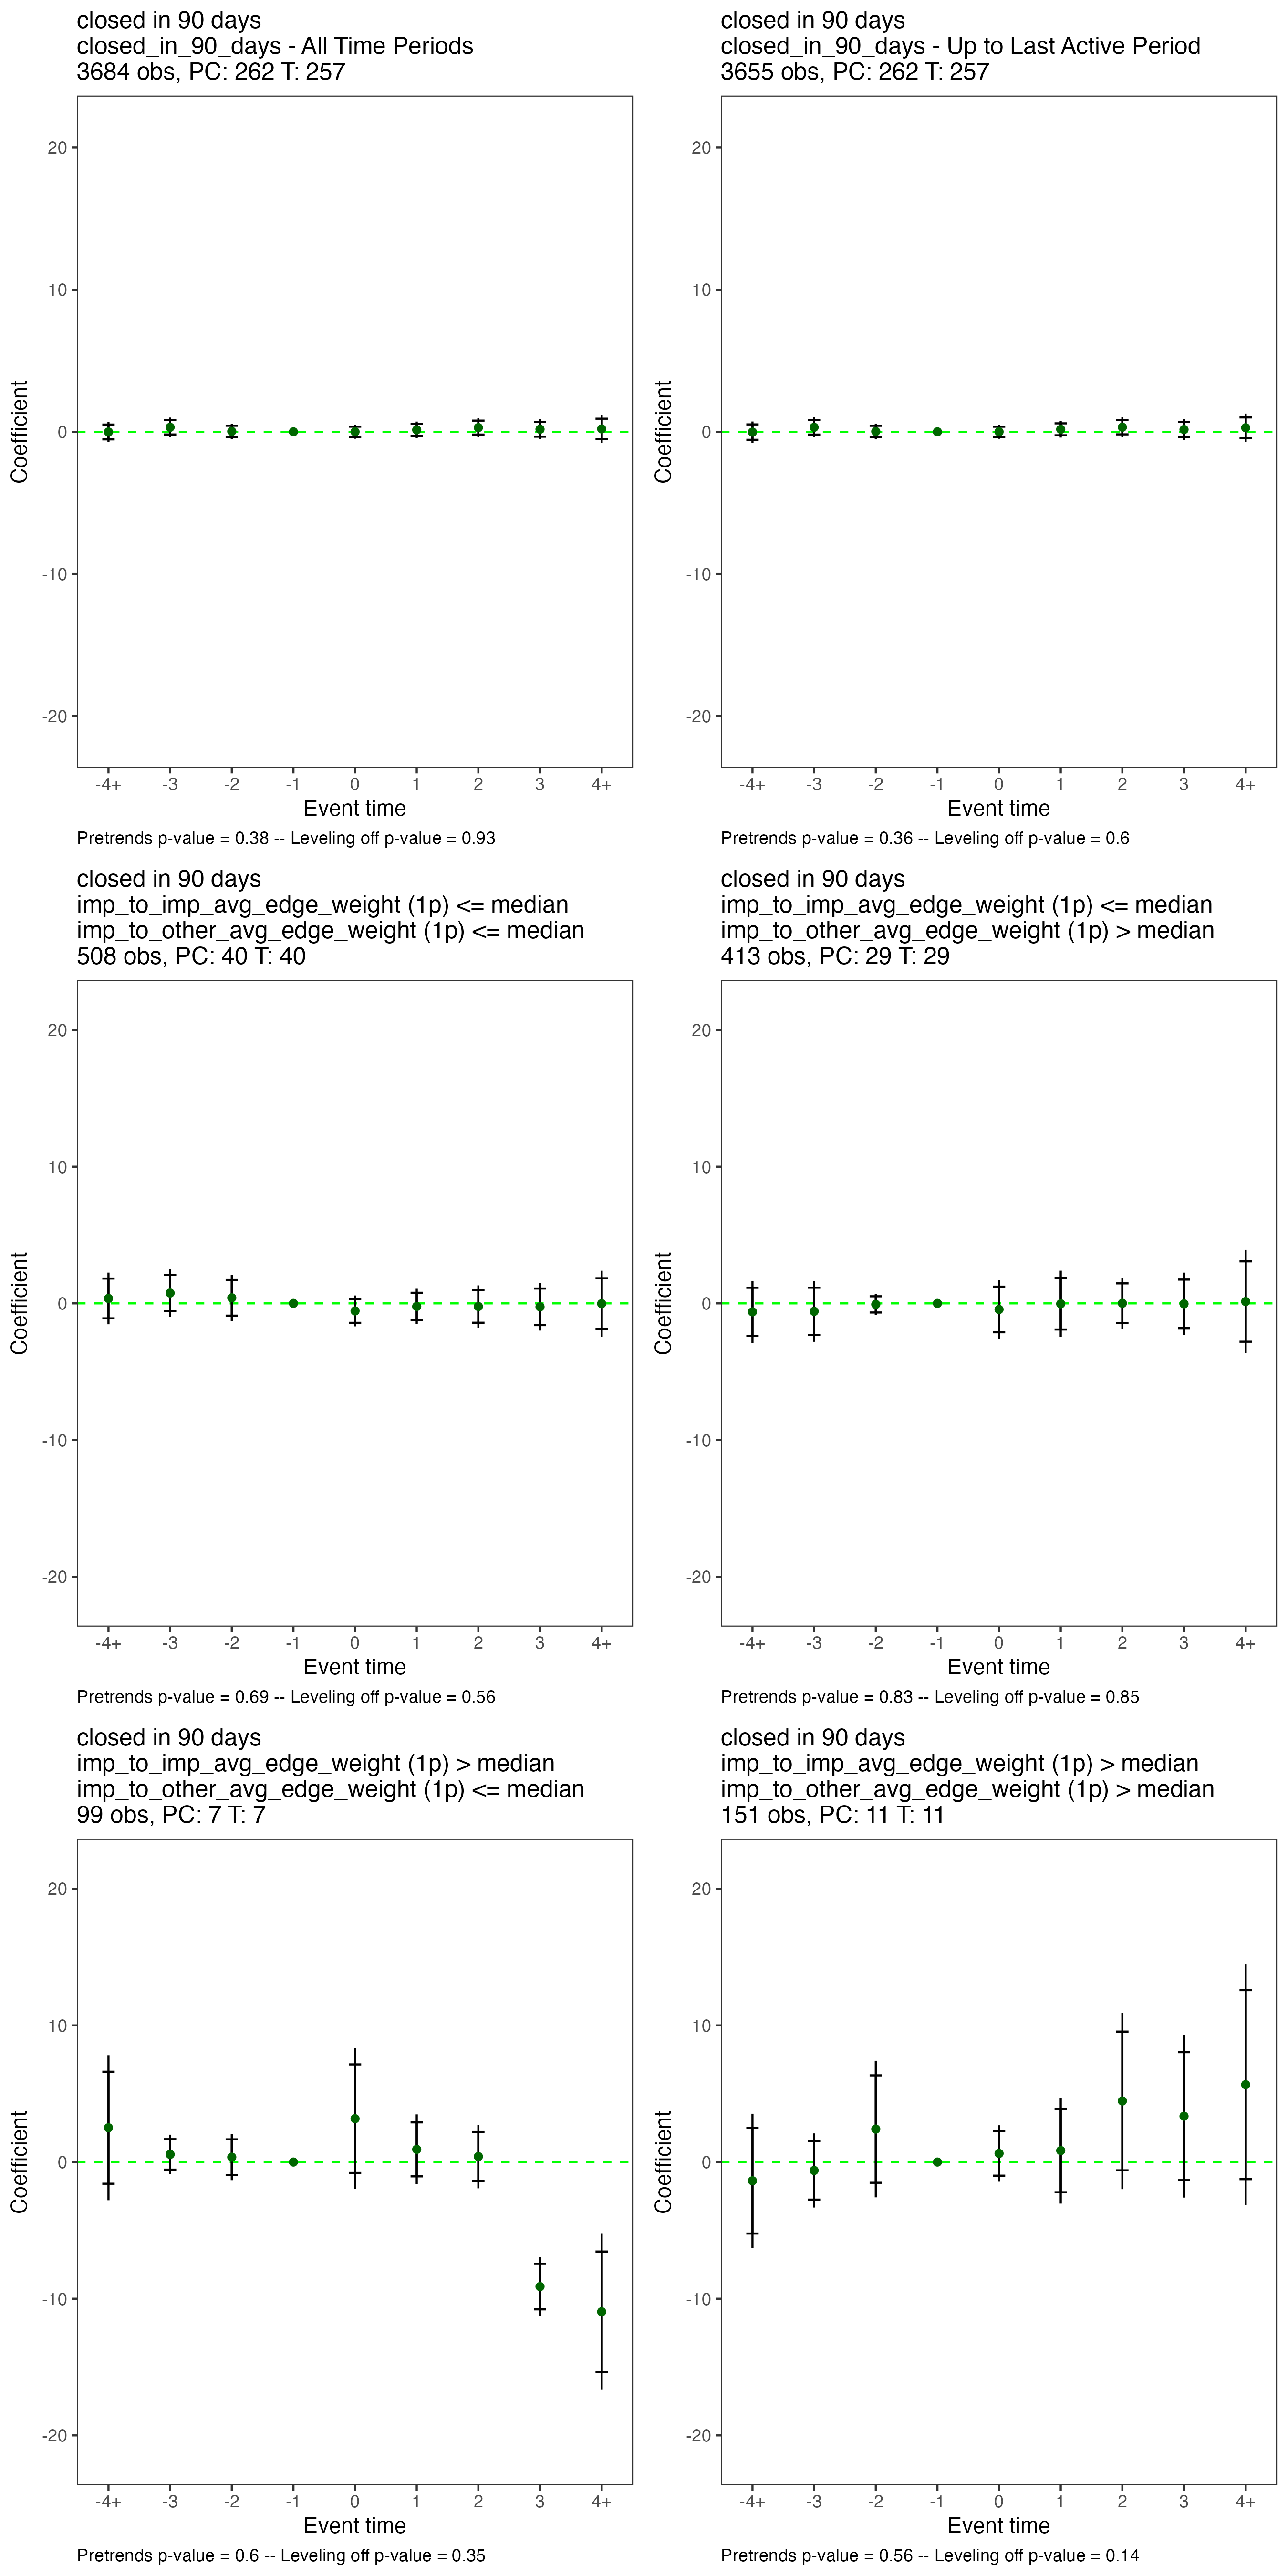 closed in 90 days
closed_in_90_days - All Time Periods
3684 obs, PC: 262 T: 257
20
10
0
-10
-20
Coefficient
-4+ -3 -2 -1 0 1 2 3 4+
Event time
Pretrends p-value = 0.38 -- Leveling off p-value = 0.93
closed in 90 days
closed_in_90_days - Up to Last Active Period
3655 obs, PC: 262 T: 257
20
10
0
-10
-20
Coefficient
-4+ -3 -2 -1 0 1 2 3 4+
Event time
Pretrends p-value = 0.36 -- Leveling off p-value = 0.6
closed in 90 days
imp_to_imp_avg_edge_weight (1p) <= median
imp_to_other_avg_edge_weight (1p) <= median
508 obs, PC: 40 T: 40
20
10
0
-10
-20
Coefficient
-4+ -3 -2 -1 0 1 2 3 4+
Event time
Pretrends p-value = 0.69 -- Leveling off p-value = 0.56
closed in 90 days
imp_to_imp_avg_edge_weight (1p) <= median
imp_to_other_avg_edge_weight (1p) > median
413 obs, PC: 29 T: 29
20
10
0
-10
-20
Coefficient
-4+ -3 -2 -1 0 1 2 3 4+
Event time
Pretrends p-value = 0.83 -- Leveling off p-value = 0.85
closed in 90 days
imp_to_imp_avg_edge_weight (1p) > median
imp_to_other_avg_edge_weight (1p) <= median
99 obs, PC: 7 T: 7
20
10
0
-10
-20
Coefficient
-4+ -3 -2 -1 0 1 2 3 4+
Event time
Pretrends p-value = 0.6 -- Leveling off p-value = 0.35
closed in 90 days
imp_to_imp_avg_edge_weight (1p) > median
imp_to_other_avg_edge_weight (1p) > median
151 obs, PC: 11 T: 11
20
10
0
-10
-20
Coefficient
-4+ -3 -2 -1 0 1 2 3 4+
Event time
Pretrends p-value = 0.56 -- Leveling off p-value = 0.14